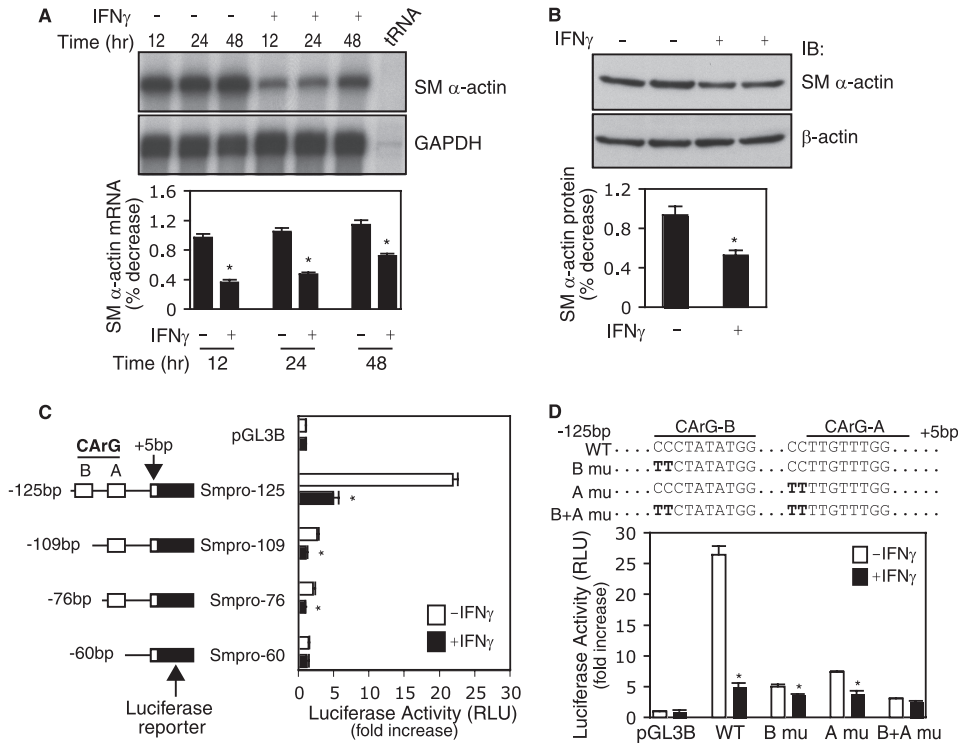 A
IFNγ – – – + + +
Time (hr) 12 24 48 12 24 48 tRNA
SM α-actin
GAPDH
SM α-actin mRNA
(% decrease)
1.6
1.2
0.8
0.4
0
* * *
IFNγ – + – + – +
Time (hr) 12 24 48
B
IFNγ – – + + IB:
SM α-actin
β-actin
SM α-actin protein
(% decrease)
1.2
0.8
0.4
0
*
IFNγ – +
C
CArG +5bp
B A
pGL3B
-125bp Smpro-125 *
-109bp Smpro-109 *
-76bp Smpro-76 *
-60bp Smpro-60
–IFNγ
+IFNγ
Luciferase
reporter
0 5 10 15 20 25 30
Luciferase Activity (RLU)
(fold increase)
D
-125bp CArG-B CArG-A +5bp
WT ....CCCTATATGG...CCTTGTTTGG.....
B mu ....TTCTATATGG...CCTTGTTTGG.....
A mu ....CCCTATATGG...TTTTGTTTGG.....
B+A mu ....TTCTATATGG...TTTTGTTTGG.....
Luciferase Activity (RLU)
(fold increase)
30
25
20
15
10
5
0
–IFNγ
+IFNγ
* * *
pGL3B WT B mu A mu B+A mu